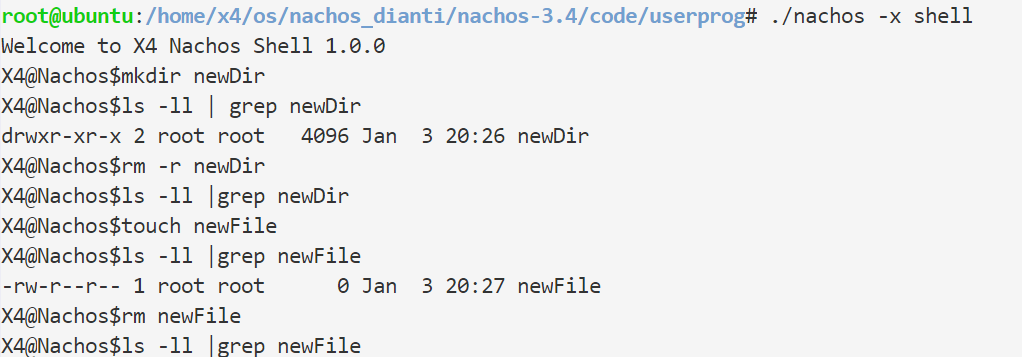 root@ubuntu:/home/x4/os/nachos_dianti/nachos-3.4/code/userprog# ./nachos -x shell
Welcome to X4 Nachos Shell 1.0.0
X4@Nachos$mkdir newDir
X4@Nachos$ls -ll | grep newDir
drwxr-xr-x 2 root root   4096 Jan  3 20:26 newDir
X4@Nachos$rm -r newDir
X4@Nachos$ls -ll |grep newDir
X4@Nachos$touch newFile
X4@Nachos$ls -ll |grep newFile
-rw-r--r-- 1 root root      0 Jan  3 20:27 newFile
X4@Nachos$rm newFile
X4@Nachos$ls -ll |grep newFile